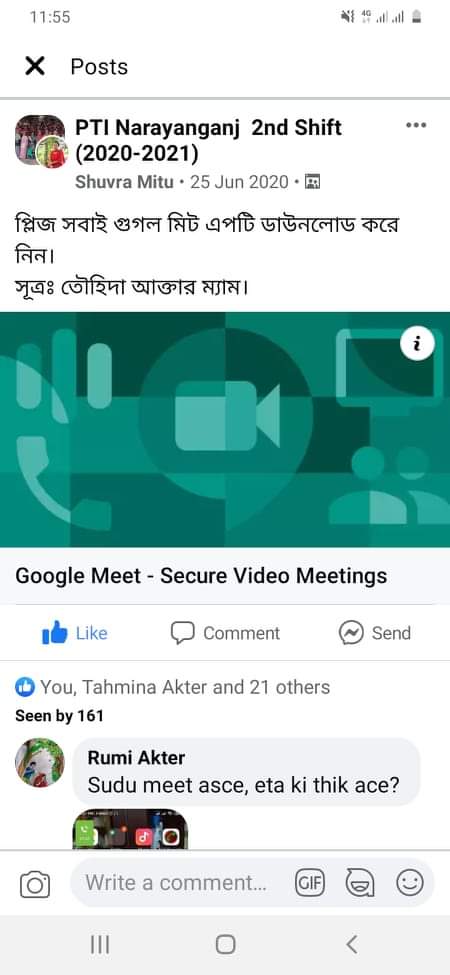 11:55
4G
Posts
PTI Narayanganj 2nd Shift
(2020-2021)
Shuvra Mitu • 25 Jun 2020 •
প্লিজ সবাই গুগল মিট এপটি ডাউনলোড করে
নিন।
সূত্রঃ তৌহিদা আক্তার ম্যাম।
Google Meet - Secure Video Meetings
Like Comment Send
You, Tahmina Akter and 21 others
Seen by 161
Rumi Akter
Sudu meet asce, eta ki thik ace?
Write a comment... GIF